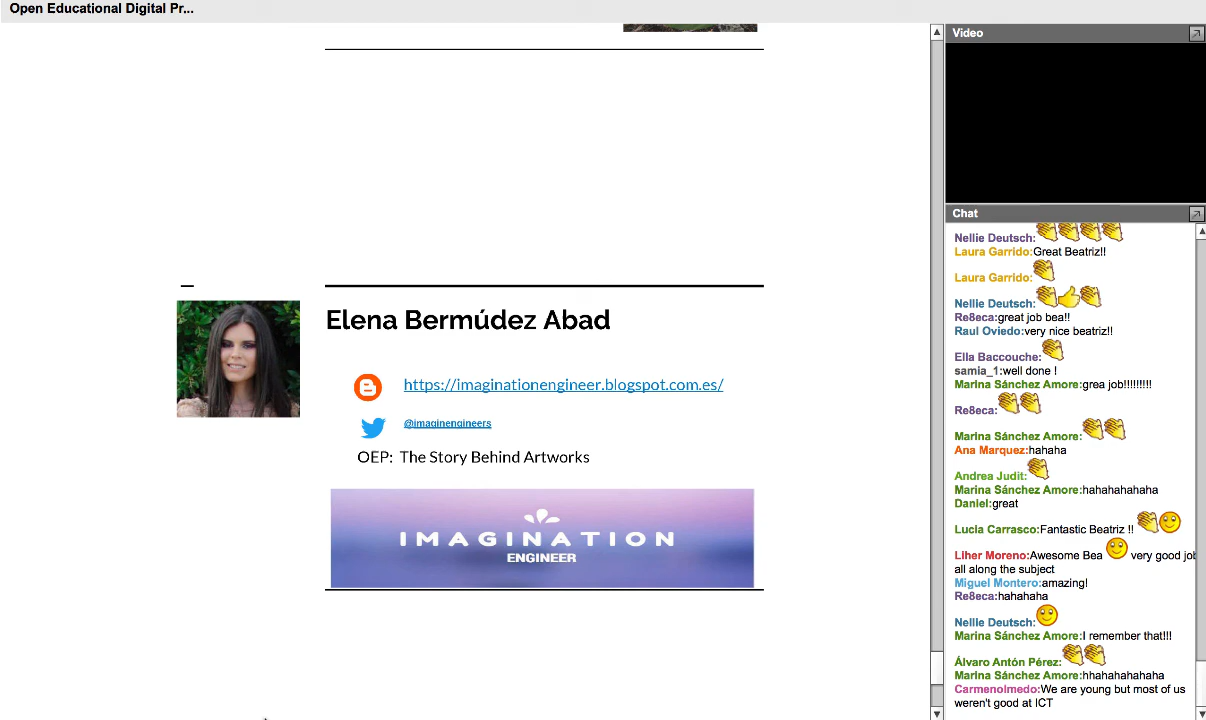 Open Educational Digital Pr...
Elena Bermúdez Abad
https://imaginationengineer.blogspot.com.es/
@imaginengineers
OEP: The Story Behind Artworks
IMAGINATION
ENGINEER
Video
Chat
Nellie Deutsch:
Laura Garrido:Great Beatriz!!
Laura Garrido:
Nellie Deutsch:
Re8eca:great job bea!!
Raul Oviedo:very nice beatriz!!
Ella Baccouche:
samia_1:well done !
Marina Sánchez Amore:grea job!!!!!!!!!
Re8eca:
Marina Sánchez Amore:
Ana Marquez:hahaha
Andrea Judit:
Marina Sánchez Amore:hahahahahaha
Daniel:great
Lucia Carrasco:Fantastic Beatriz !!
Liher Moreno:Awesome Bea very good job
all along the subject
Miguel Montero:amazing!
Re8eca:hahahaha
Nellie Deutsch:
Marina Sánchez Amore:I remember that!!!
Álvaro Antón Pérez:
Marina Sánchez Amore:hhahahahahaha
Carmenolmedo:We are young but most of us
weren't good at ICT